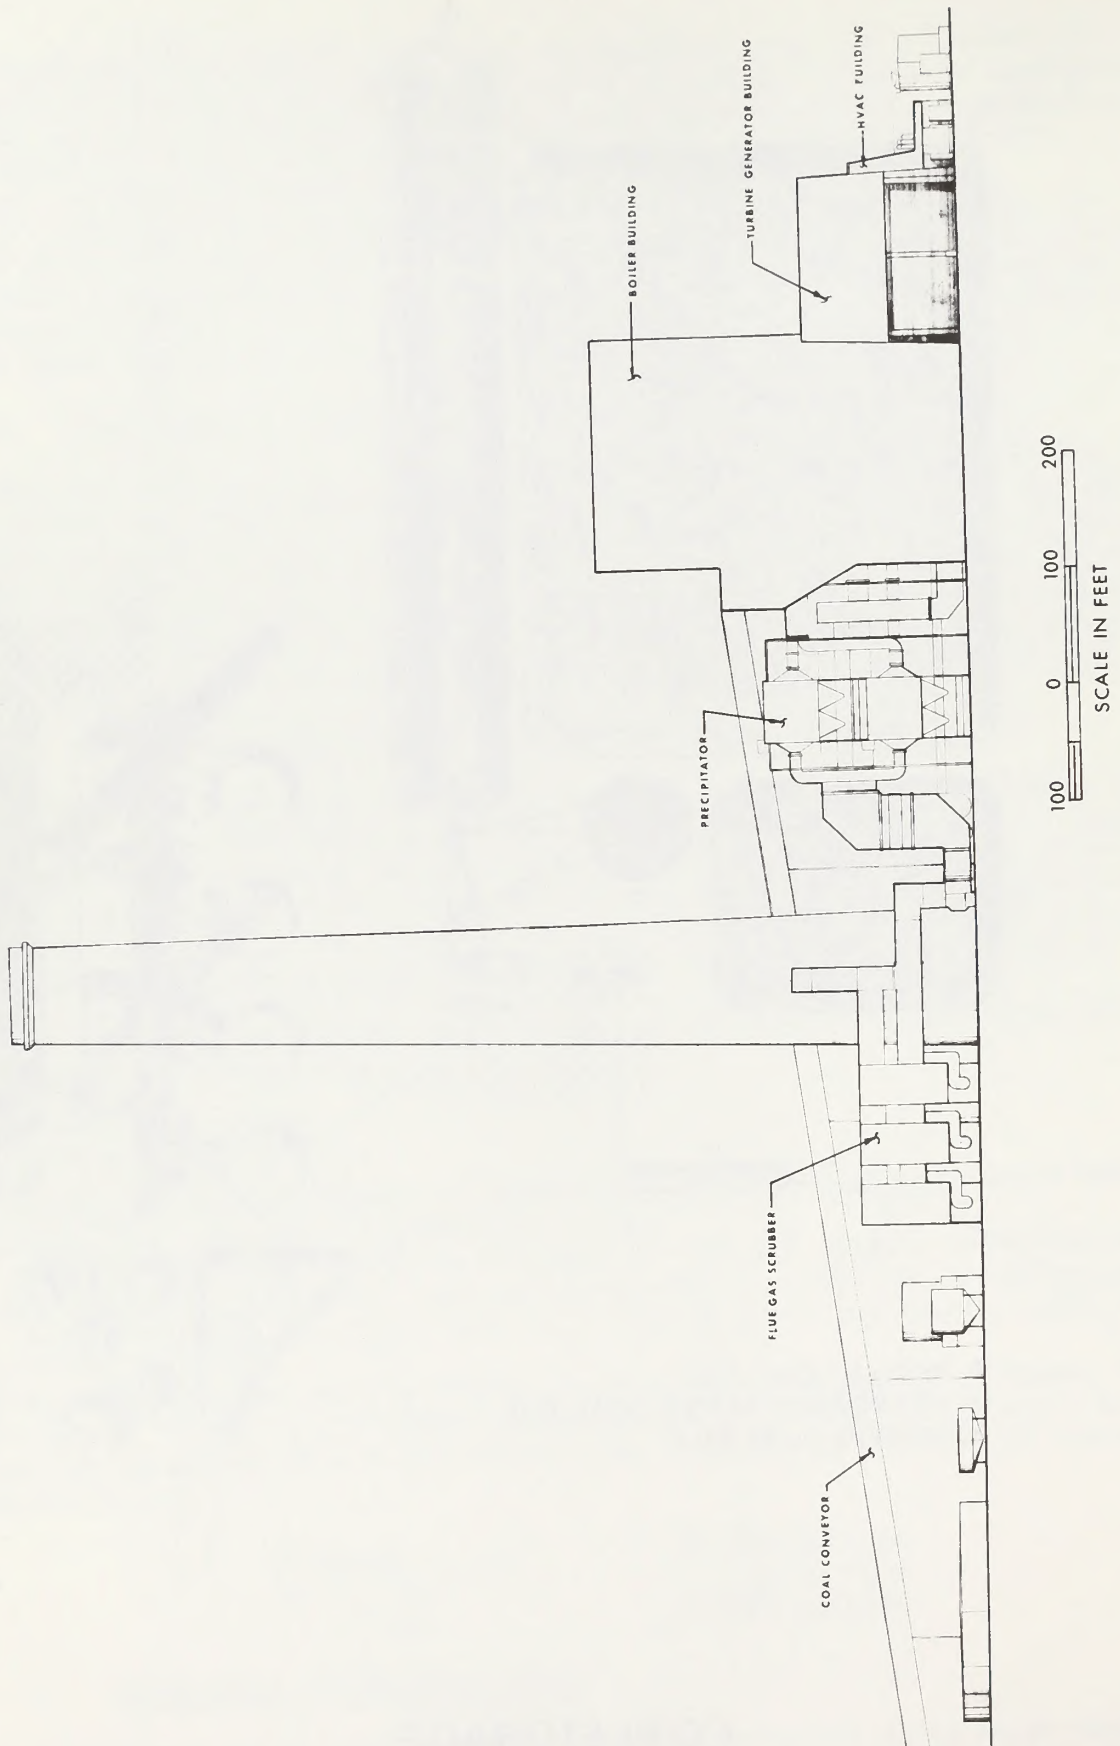 COAL CONVEYOR
FLUE GAS SCRUBBER
PRECIPITATOR
BOILER BUILDING
TURBINE GENERATOR BUILDING
HVAC FUILDING
100 0 100 200
SCALE IN FEET